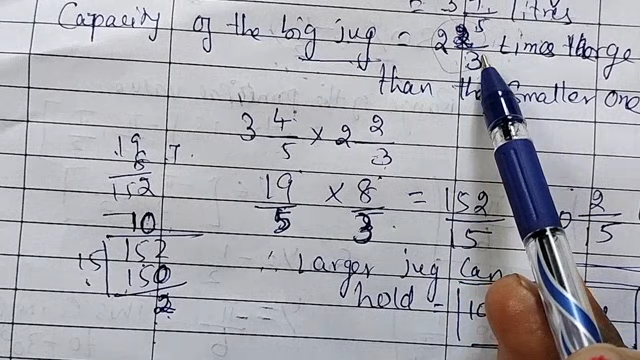 = 3 litres
Capacity of the big jug = 2 2/3 times large
than the smaller one
3 4/5 × 2 2/3
19/5 × 8/3 = 152/15 2/5
19
8
152
10
15 152
150
2
∴ Larger jug can
hold =